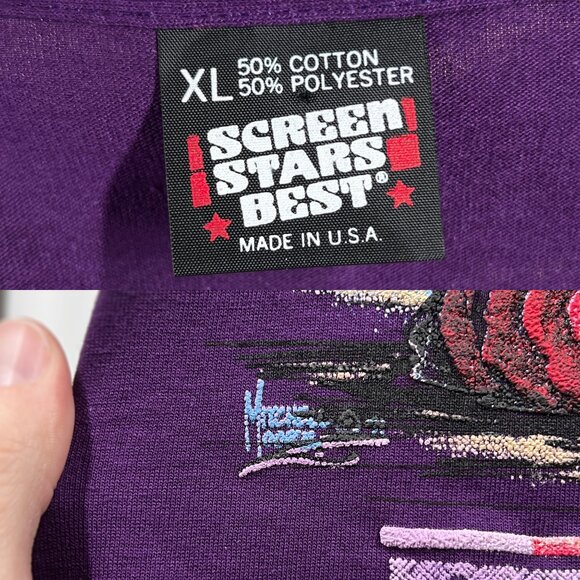 XL 50% COTTON
50% POLYESTER
SCREEN
STARS
BEST®
MADE IN U.S.A.